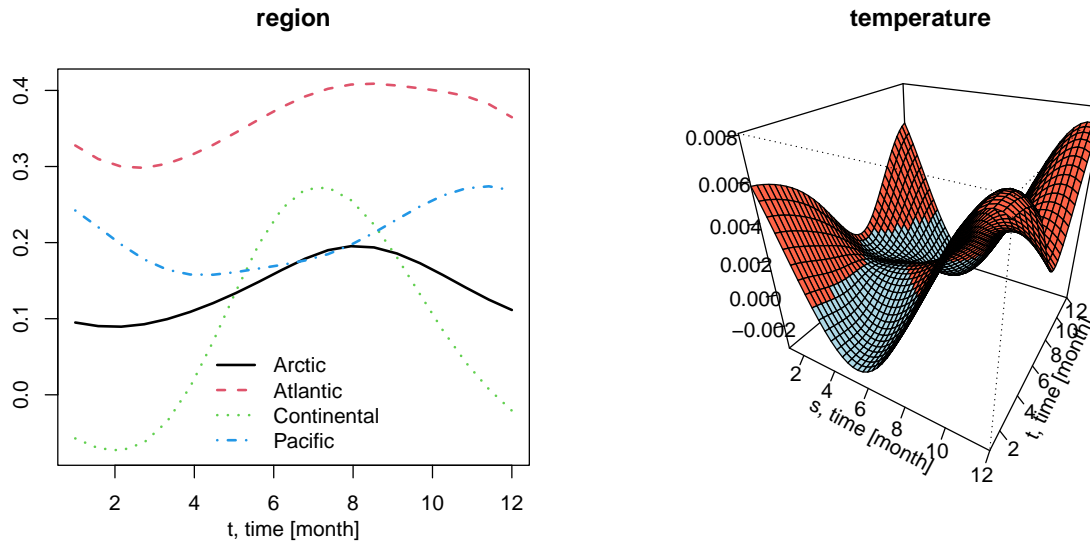 region
0.4
0.3
0.2
0.1
0.0
Arctic
Atlantic
Continental
Pacific
2 4 6 8 10 12
t, time [month]
temperature
0.008
0.006
0.004
0.002
0.000
−0.002
2 4 6 8 10 12
s, time [month]
2 4 6 8 10 12
t, time [month]